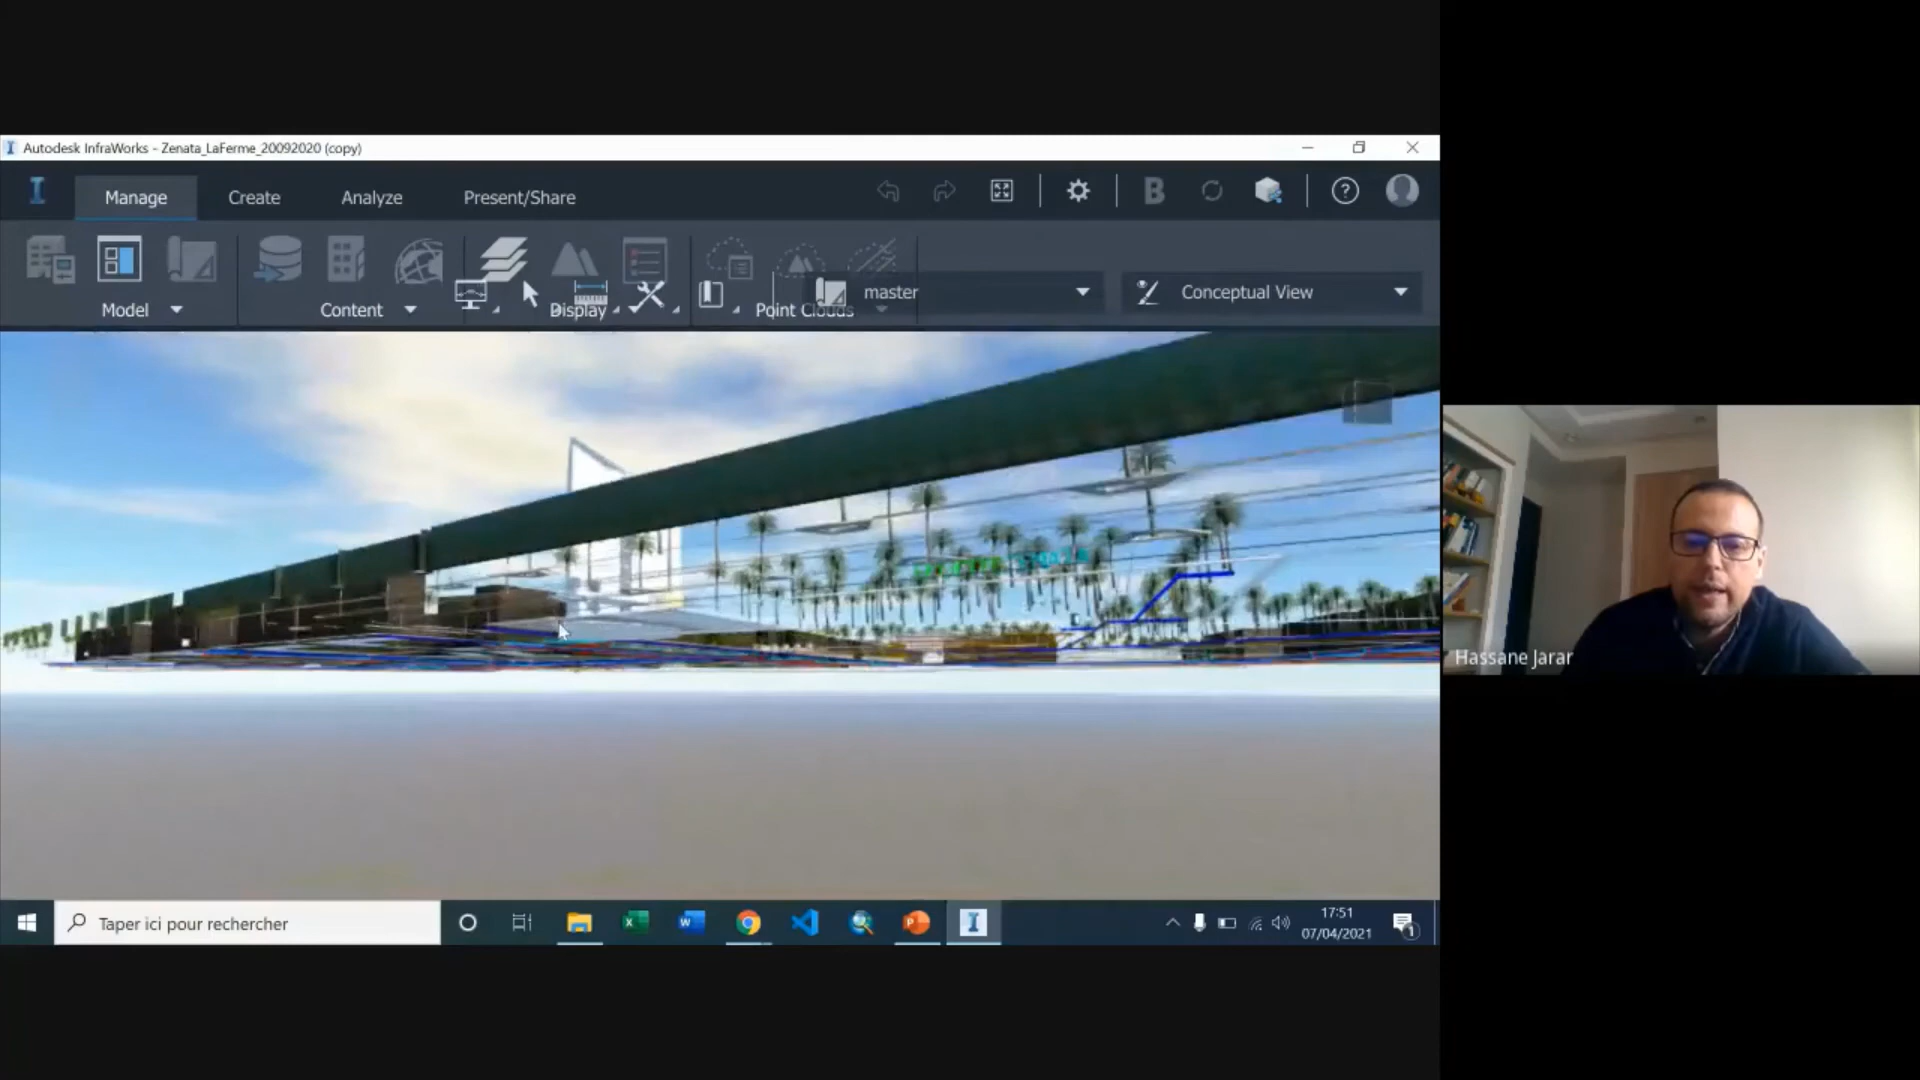 Autodesk InfraWorks - Zenata_LaFerme_20092020 (copy)
Manage
Create
Analyze
Present/Share
Model
Content
Display
Point Clouds
master
Conceptual View
Hassane Jarar
Taper ici pour rechercher
17:51
07/04/2021
1